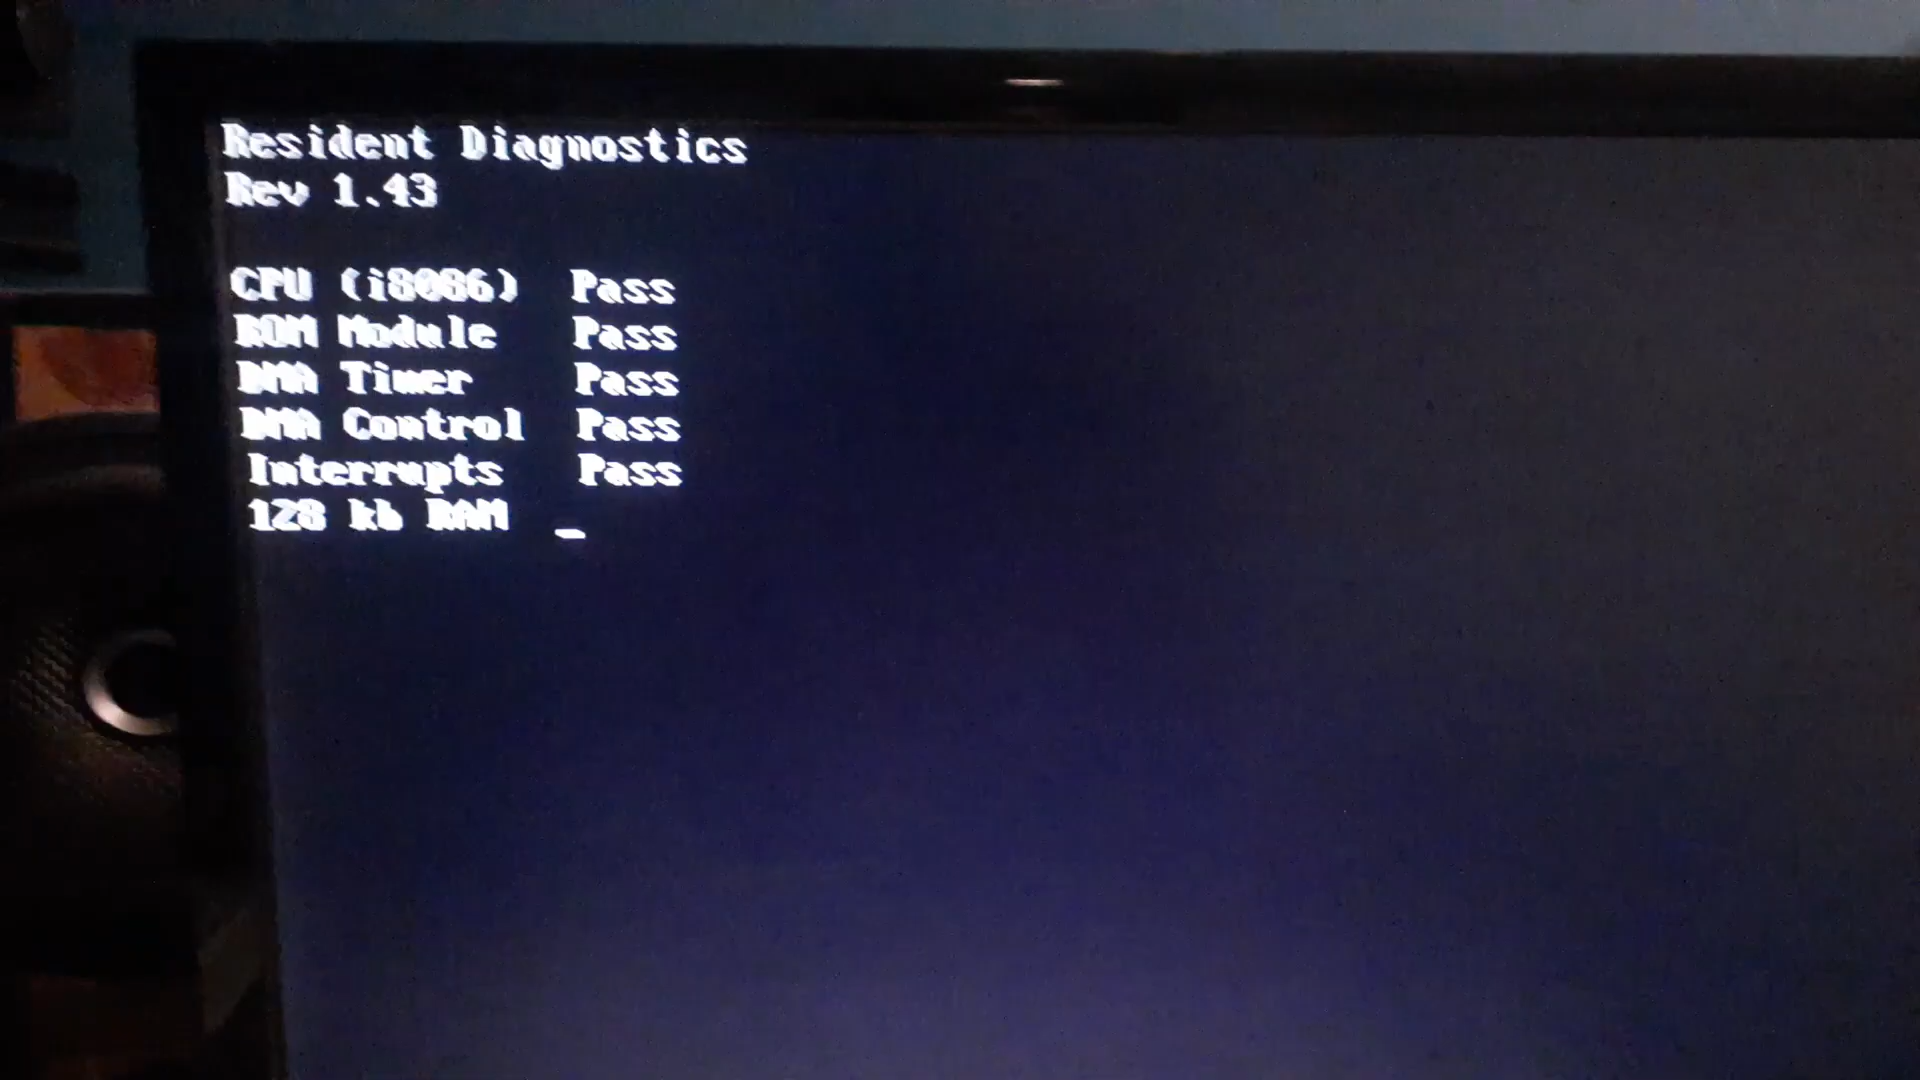 Resident Diagnostics
Rev 1.43
CPU (i8086) Pass
ROM Module Pass
DMA Timer Pass
DMA Control Pass
Interrupts Pass
128 kb RAM _